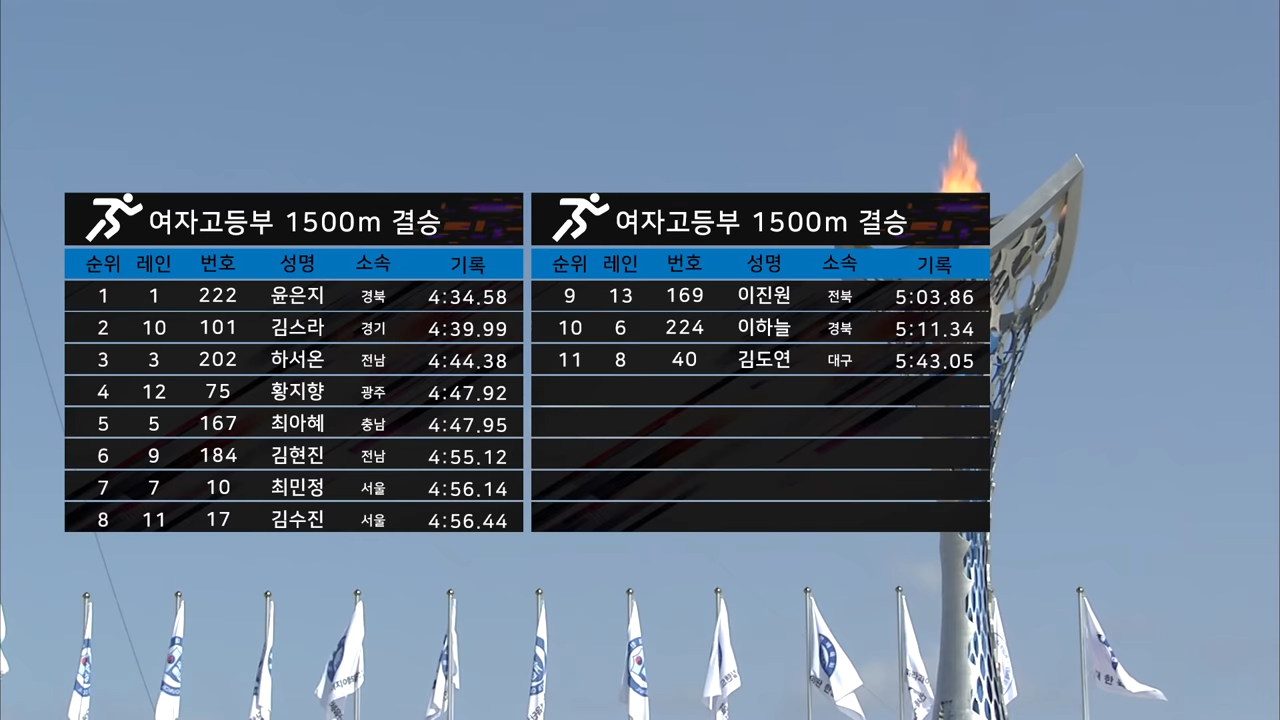 여자고등부 1500m 결승
순위 레인 번호 성명 소속 기록
1 1 222 윤은지 경북 4:34.58
2 10 101 김스라 경기 4:39.99
3 3 202 하서온 전남 4:44.38
4 12 75 황지향 광주 4:47.92
5 5 167 최아혜 충남 4:47.95
6 9 184 김현진 전남 4:55.12
7 7 10 최민정 서울 4:56.14
8 11 17 김수진 서울 4:56.44
여자고등부 1500m 결승
순위 레인 번호 성명 소속 기록
9 13 169 이진원 전북 5:03.86
10 6 224 이하늘 경북 5:11.34
11 8 40 김도연 대구 5:43.05